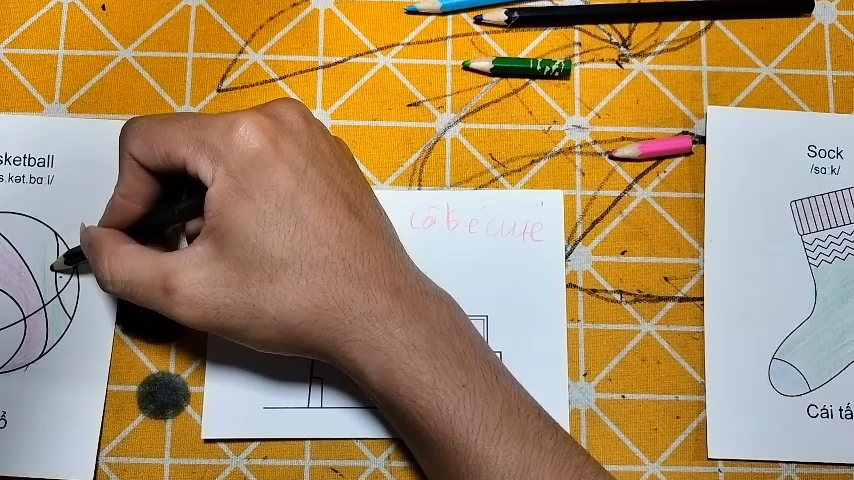 sketball
s.kət.bɑːl/
ổ
cô bé cute
Sock
/sɑːk/
Cái tấ